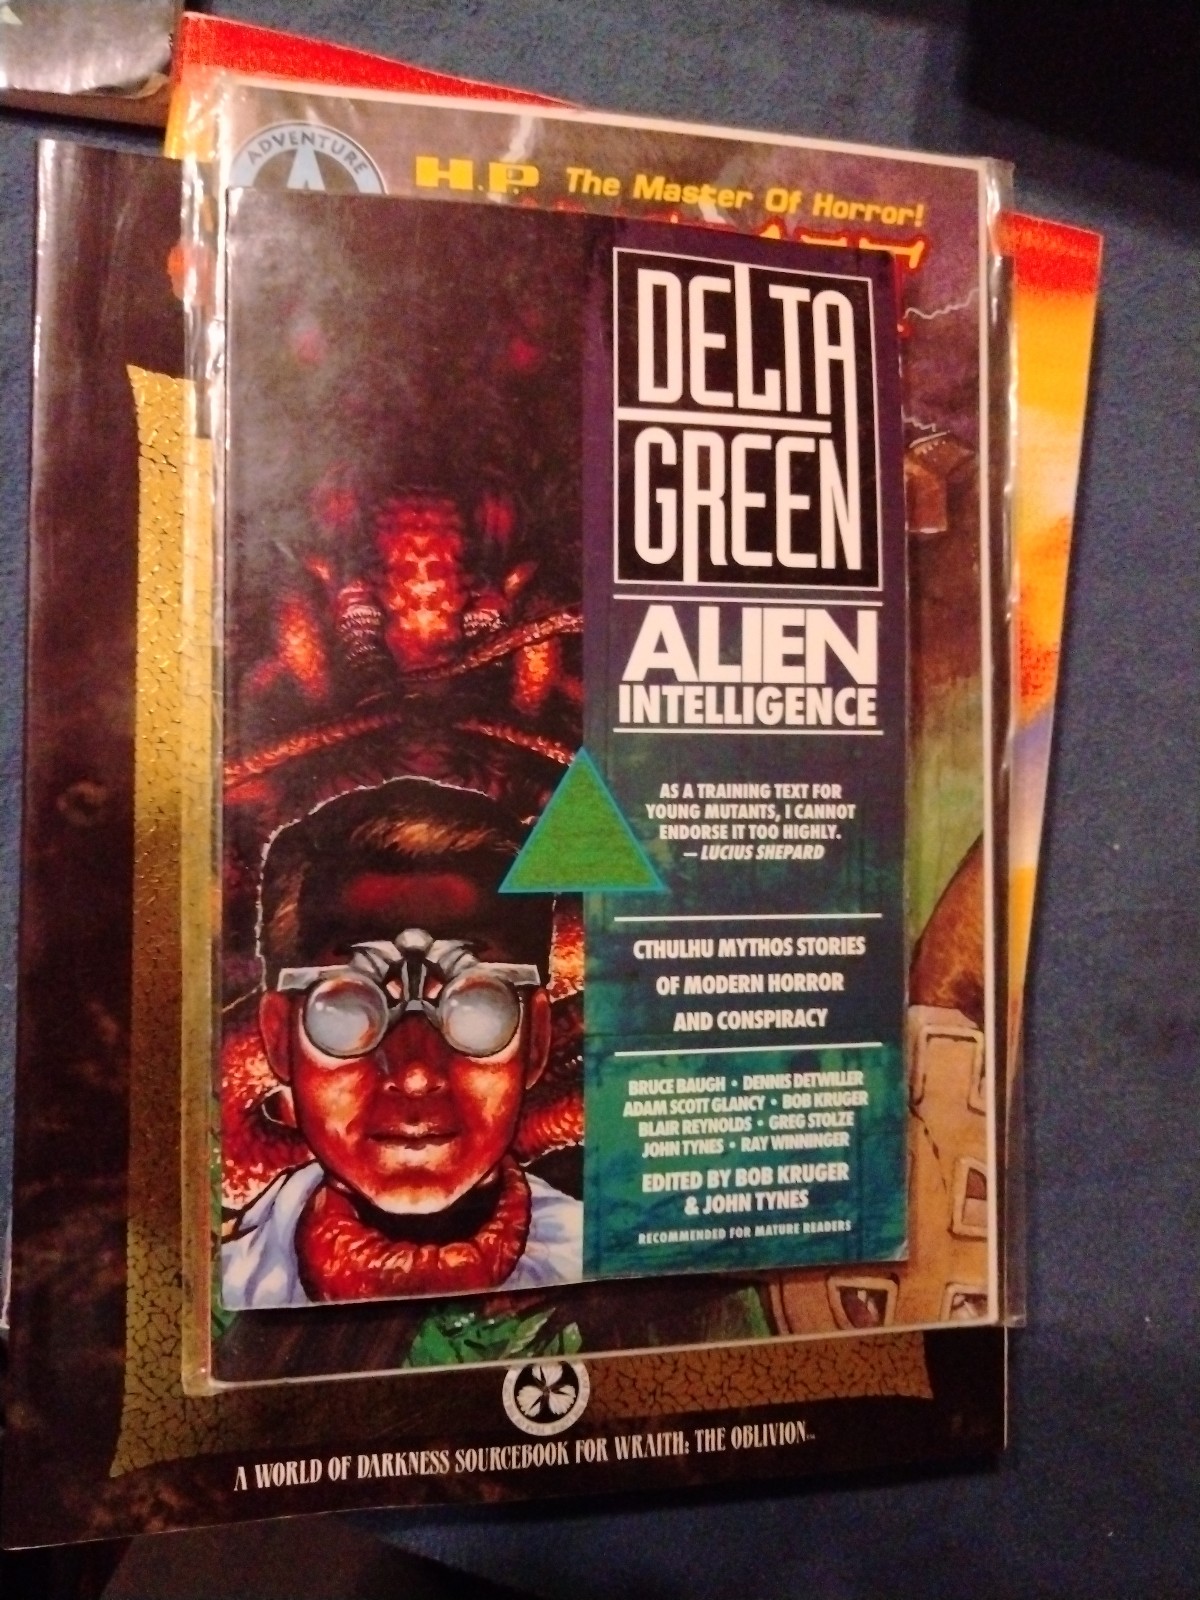 ADVENTURE
H.P. The Master Of Horror!
DELTA
GREEN
ALIEN
INTELLIGENCE
AS A TRAINING TEXT FOR
YOUNG MUTANTS, I CANNOT
ENDORSE IT TOO HIGHLY.
— LUCIUS SHEPARD
CTHULHU MYTHOS STORIES
OF MODERN HORROR
AND CONSPIRACY
BRUCE BAUGH • DENNIS DETWILLER
ADAM SCOTT GLANCY • BOB KRUGER
BLAIR REYNOLDS • GREG STOLZE
JOHN TYNES • RAY WINNINGER
EDITED BY BOB KRUGER
& JOHN TYNES
RECOMMENDED FOR MATURE READERS
A WORLD OF DARKNESS SOURCEBOOK FOR WRAITH: THE OBLIVION...